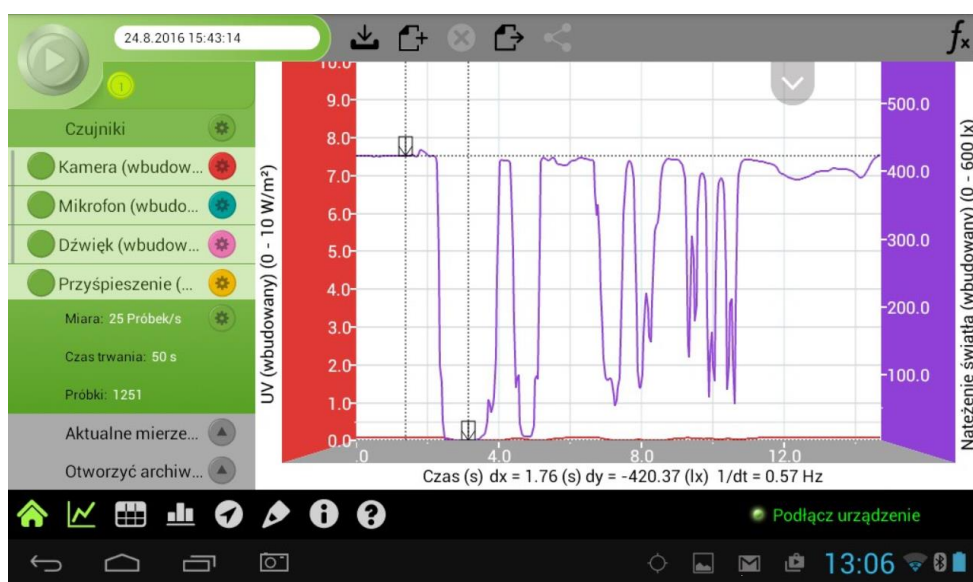 24.8.2016 15:43:14
fx
1
Czujniki
Kamera (wbudow...
Mikrofon (wbudo...
Dźwięk (wbudow...
Przyśpieszenie (...
Miara: 25 Próbek/s
Czas trwania: 50 s
Próbki: 1251
Aktualne mierze...
Otworzyć archiw...
UV (wbudowany) (0 - 10 W/m²)
10.0
9.0
8.0
7.0
6.0
5.0
4.0
3.0
2.0
1.0
0.0
.0
4.0
8.0
12.0
500.0
400.0
300.0
200.0
100.0
Natężenie światła (wbudowany) (0 - 600 lx)
Czas (s) dx = 1.76 (s) dy = -420.37 (lx) 1/dt = 0.57 Hz
Podłącz urządzenie
13:06